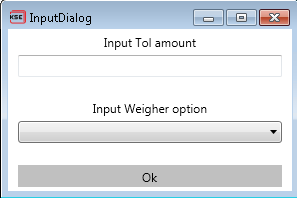 KSE InputDialog
Input Tol amount
Input Weigher option
Ok